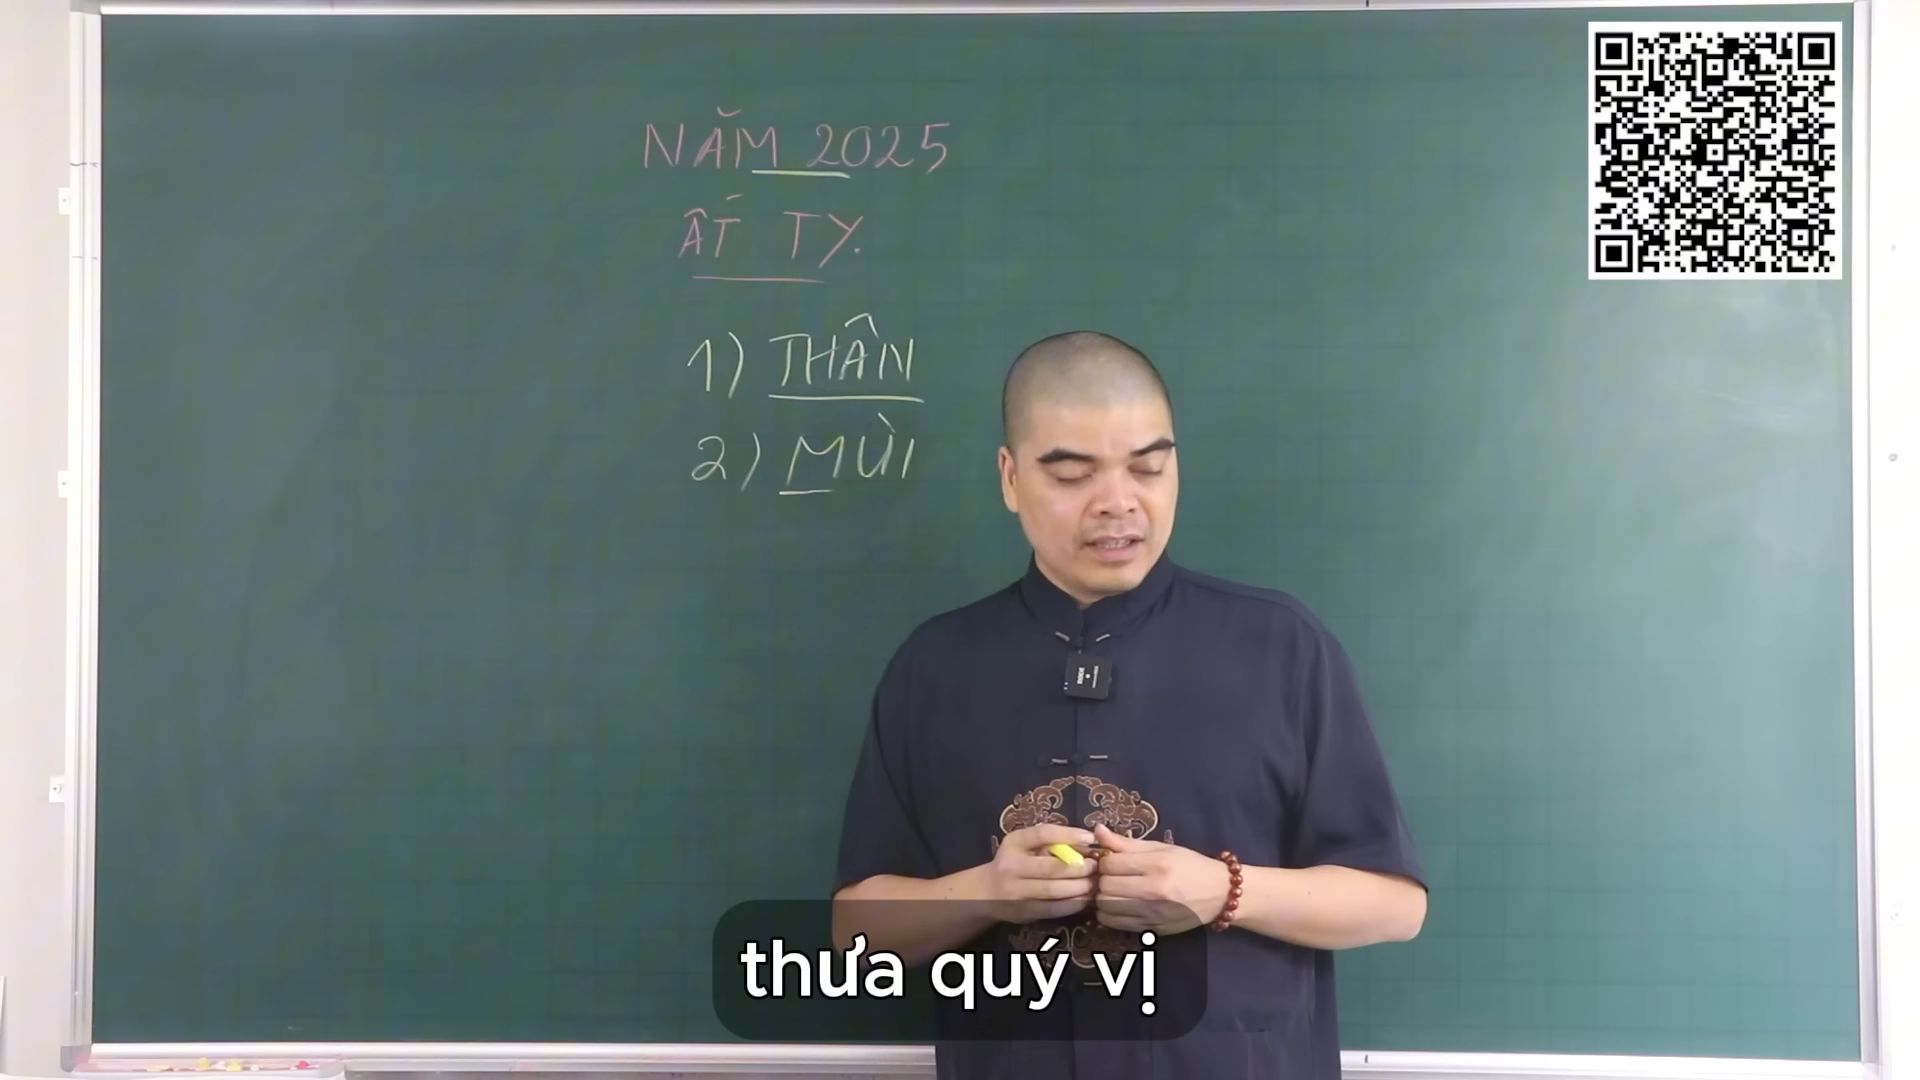 NĂM 2025
ẤT TỴ.
1) THÂN
2) MÙI
thưa quý vị